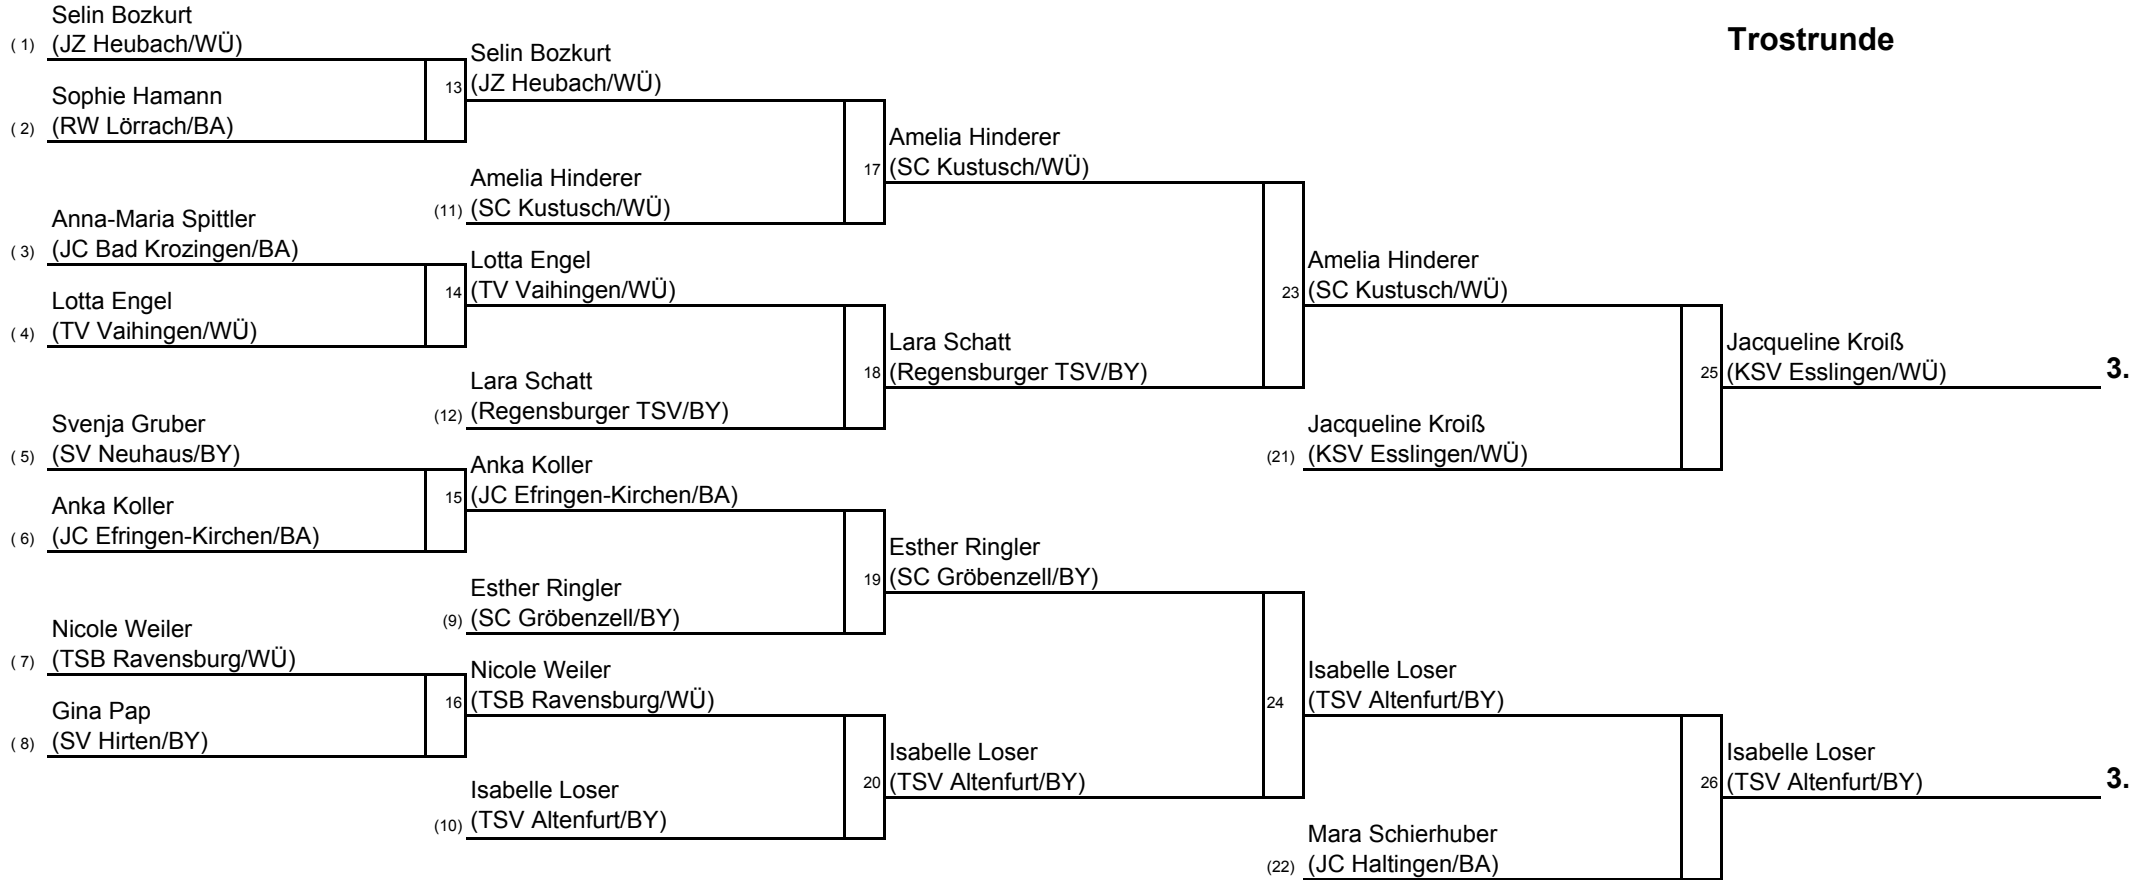 Trostrunde
Selin Bozkurt
( 1) (JZ Heubach/WÜ)
Sophie Hamann
( 2) (RW Lörrach/BA)
Anna-Maria Spittler
( 3) (JC Bad Krozingen/BA)
Lotta Engel
( 4) (TV Vaihingen/WÜ)
Svenja Gruber
( 5) (SV Neuhaus/BY)
Anka Koller
( 6) (JC Efringen-Kirchen/BA)
Nicole Weiler
( 7) (TSB Ravensburg/WÜ)
Gina Pap
( 8) (SV Hirten/BY)
Selin Bozkurt
13 (JZ Heubach/WÜ)
Amelia Hinderer
(11) (SC Kustusch/WÜ)
Lotta Engel
14 (TV Vaihingen/WÜ)
Lara Schatt
(12) (Regensburger TSV/BY)
Anka Koller
15 (JC Efringen-Kirchen/BA)
Esther Ringler
(9) (SC Gröbenzell/BY)
Nicole Weiler
16 (TSB Ravensburg/WÜ)
Isabelle Loser
(10) (TSV Altenfurt/BY)
Amelia Hinderer
17 (SC Kustusch/WÜ)
Lara Schatt
18 (Regensburger TSV/BY)
Esther Ringler
19 (SC Gröbenzell/BY)
Isabelle Loser
20 (TSV Altenfurt/BY)
Amelia Hinderer
23 (SC Kustusch/WÜ)
Jacqueline Kroiß
(21) (KSV Esslingen/WÜ)
Isabelle Loser
24 (TSV Altenfurt/BY)
Mara Schierhuber
(22) (JC Haltingen/BA)
Jacqueline Kroiß
25 (KSV Esslingen/WÜ) 3.
Isabelle Loser
26 (TSV Altenfurt/BY) 3.